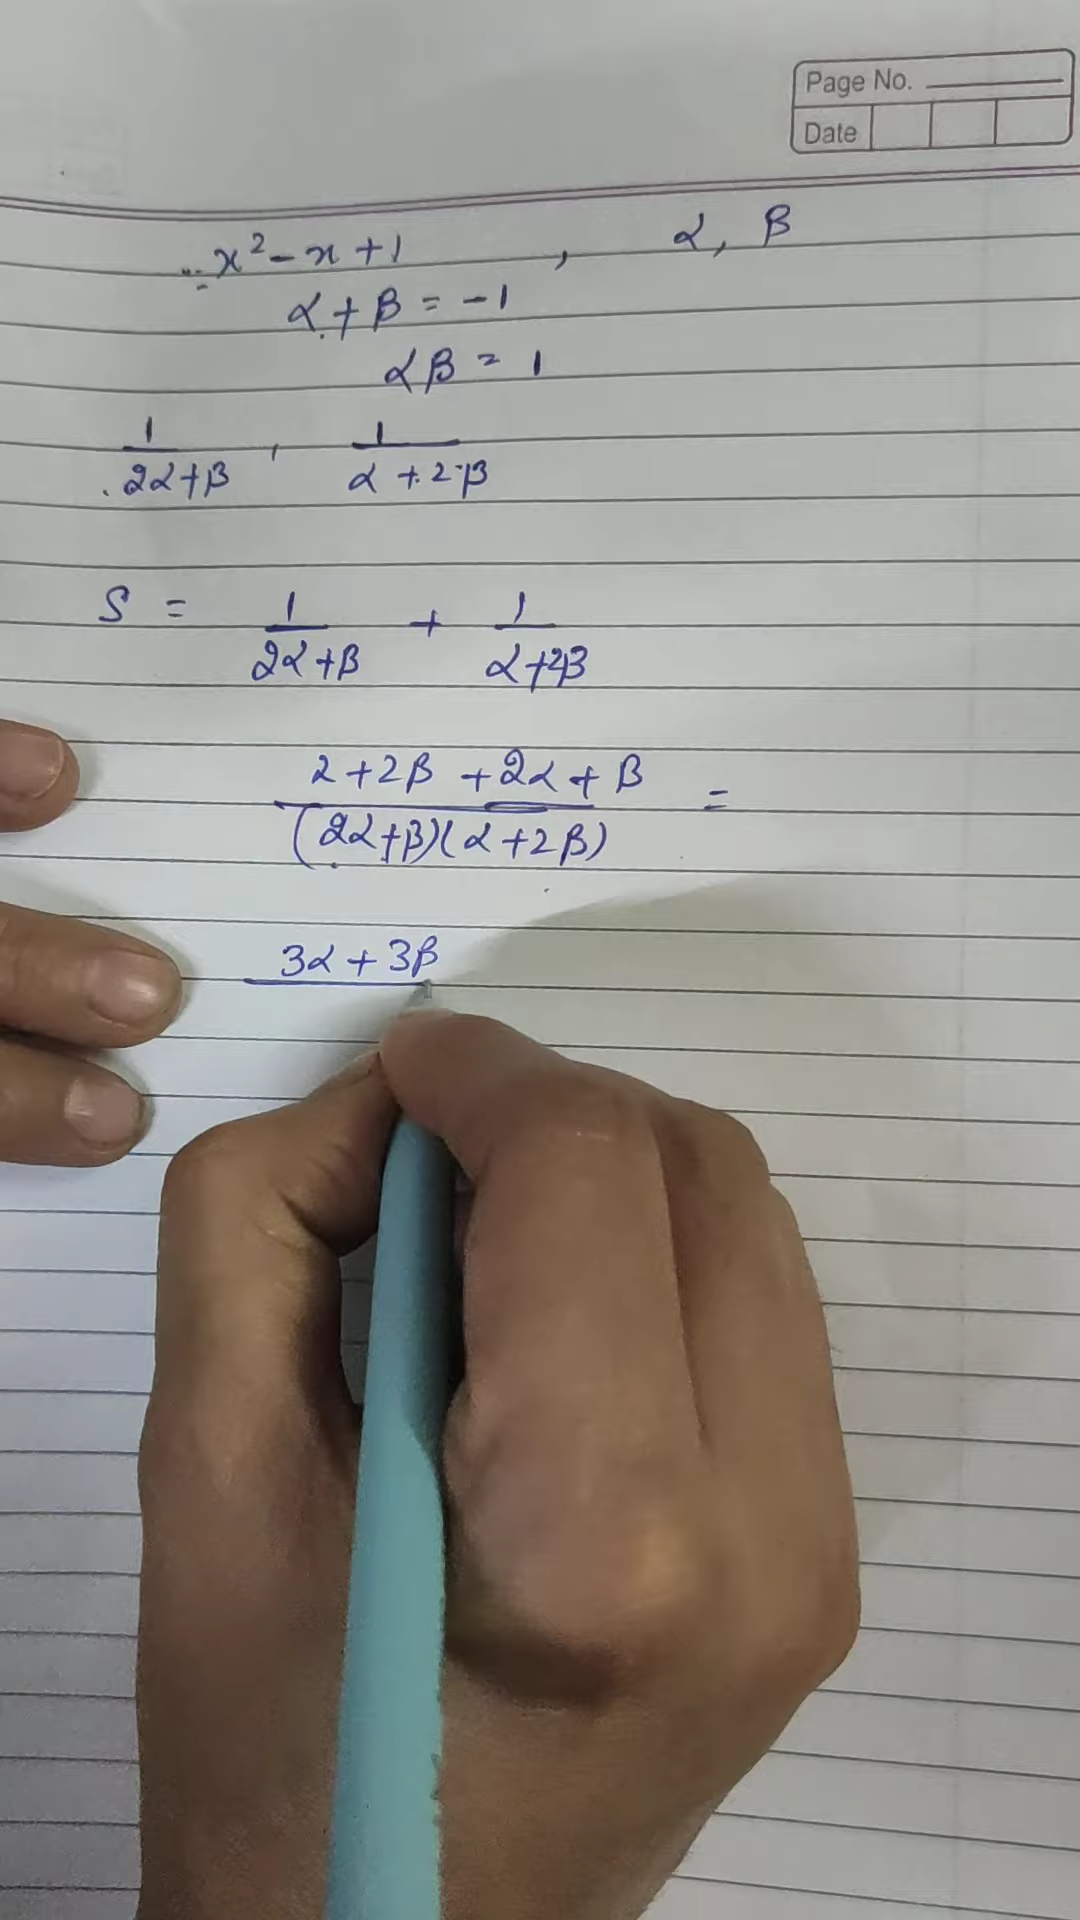 Page No.
Date
x² - x + 1 , α, β
α + β = -1
αβ = 1
1/(2α+β) , 1/(α+2β)
S = 1/(2α+β) + 1/(α+2β)
(2+2β+2α+β)/((2α+β)(α+2β)) =
3α + 3β